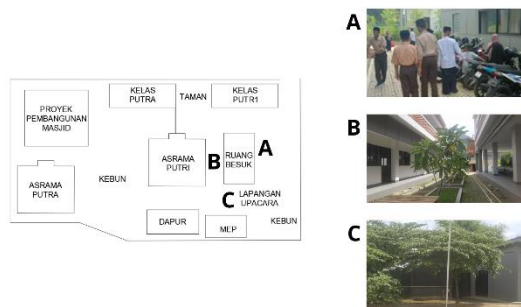 PROYEK
PEMBANGUNAN
MASJID
KELAS
PUTRA
TAMAN
KELAS
PUTR1
ASRAMA
PUTRA
KEBUN
ASRAMA
PUTRI
B
RUANG
BESUK
A
C
LAPANGAN
UPACARA
DAPUR
MEP
KEBUN
A
B
C